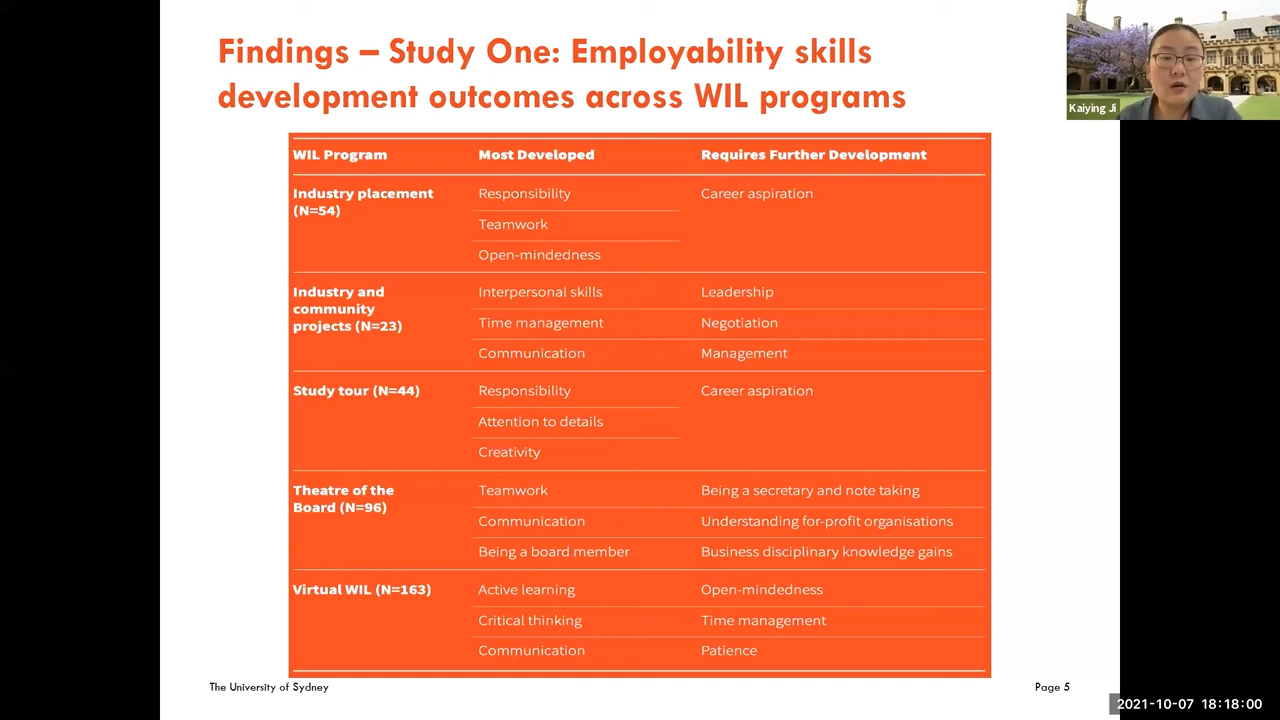 Findings – Study One: Employability skills
development outcomes across WIL programs
Kaiying Ji
WIL Program Most Developed Requires Further Development
Industry placement Responsibility Career aspiration
(N=54)
Teamwork
Open-mindedness
Industry and Interpersonal skills Leadership
community
Time management Negotiation
projects (N=23)
Communication Management
Study tour (N=44) Responsibility Career aspiration
Attention to details
Creativity
Theatre of the Teamwork Being a secretary and note taking
Board (N=96)
Communication Understanding for-profit organisations
Being a board member Business disciplinary knowledge gains
Virtual WIL (N=163) Active learning Open-mindedness
Critical thinking Time management
Communication Patience
The University of Sydney Page 5
2021-10-07 18:18:00